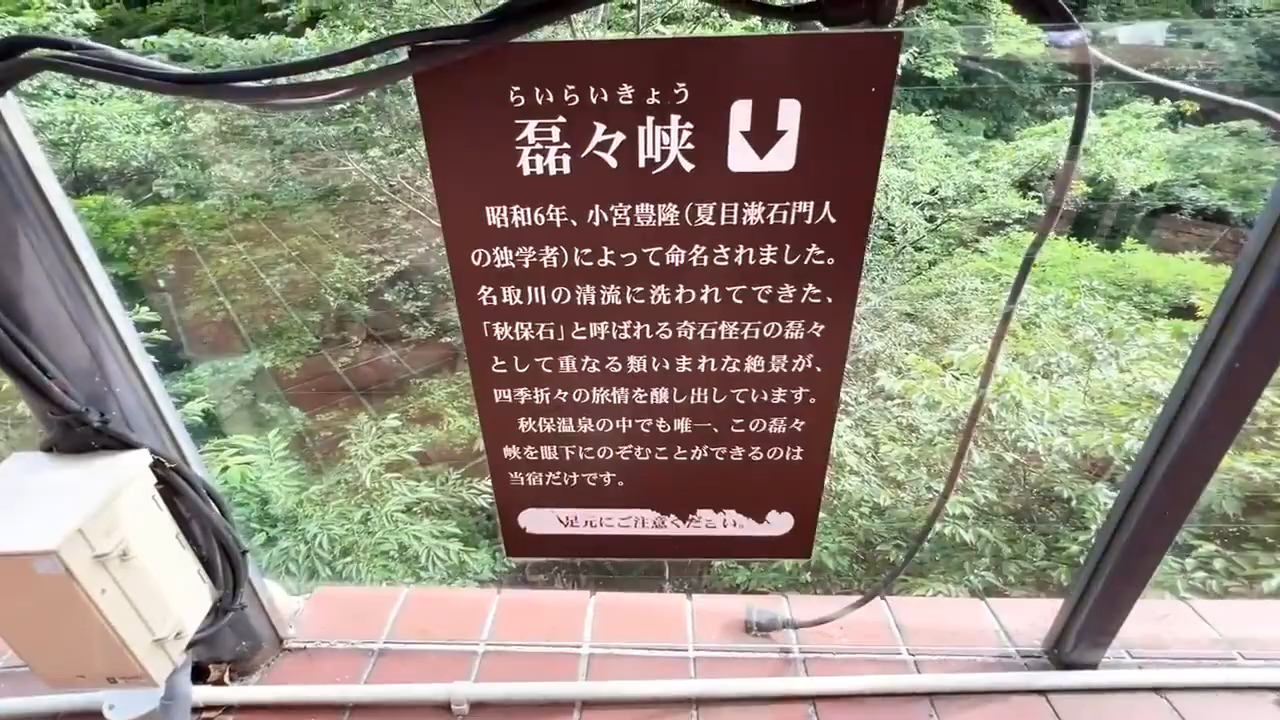 らいらいきょう
磊々峡
昭和6年、小宮豊隆(夏目漱石門人
の独学者)によって命名されました。
名取川の清流に洗われてできた、
「秋保石」と呼ばれる奇石怪石の磊々
として重なる類いまれな絶景が、
四季折々の旅情を醸し出しています。
秋保温泉の中でも唯一、この磊々
峡を眼下にのぞむことができるのは
当宿だけです。
足元にご注意ください。